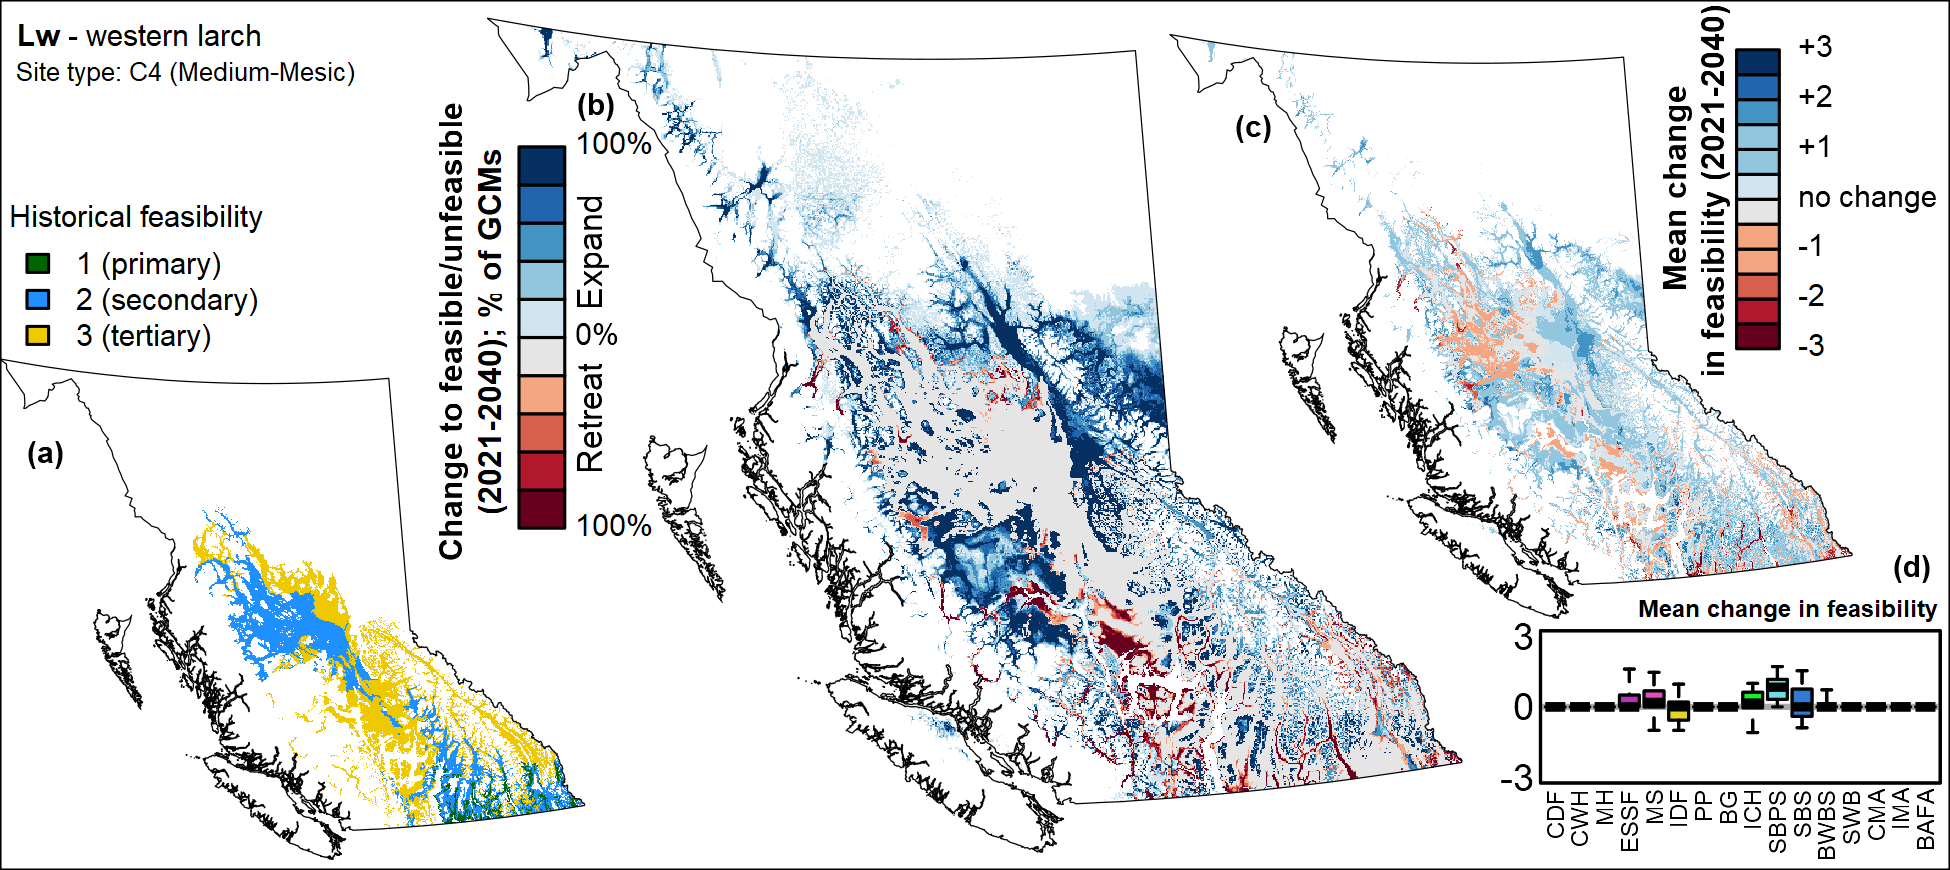 Lw - western larch
Site type: C4 (Medium-Mesic)
Historical feasibility
1 (primary)
2 (secondary)
3 (tertiary)
(a)
(b)
Change to feasible/unfeasible
(2021-2040); % of GCMs
100%
Expand
0%
Retreat
100%
(c)
Mean change
in feasibility (2021-2040)
+3
+2
+1
no change
-1
-2
-3
(d)
Mean change in feasibility
3
0
-3
CDF
CWH
MH
ESSF
MS
IDF
PP
BG
ICH
SBPS
SBS
BWBS
SWB
CMA
IMA
BAFA